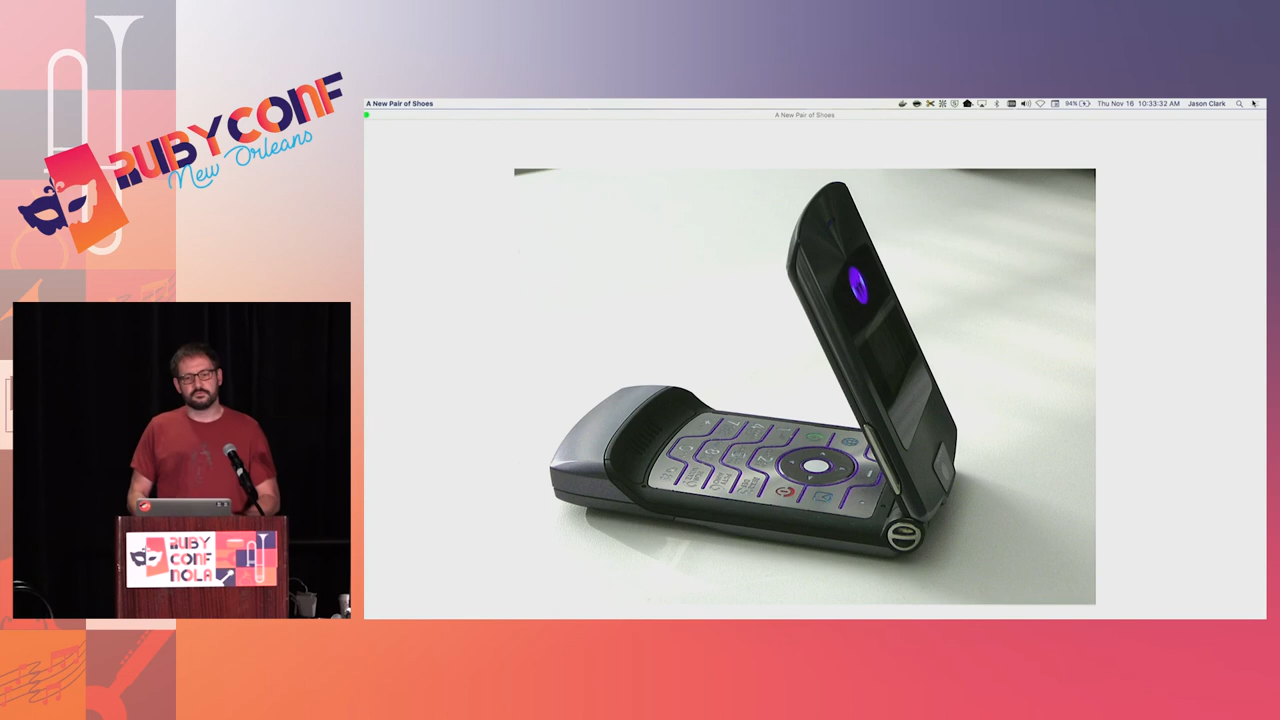 RUBYCONF
New Orleans
A New Pair of Shoes
94%
Thu Nov 16 10:33:32 AM
Jason Clark
A New Pair of Shoes
RUBY
CONF
NOLA